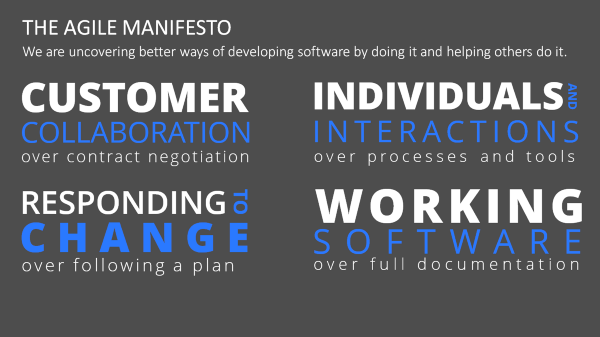 THE AGILE MANIFESTO
We are uncovering better ways of developing software by doing it and helping others do it.
CUSTOMER
COLLABORATION
over contract negotiation
INDIVIDUALS AND
INTERACTIONS
over processes and tools
RESPONDING TO
CHANGE
over following a plan
WORKING
SOFTWARE
over full documentation